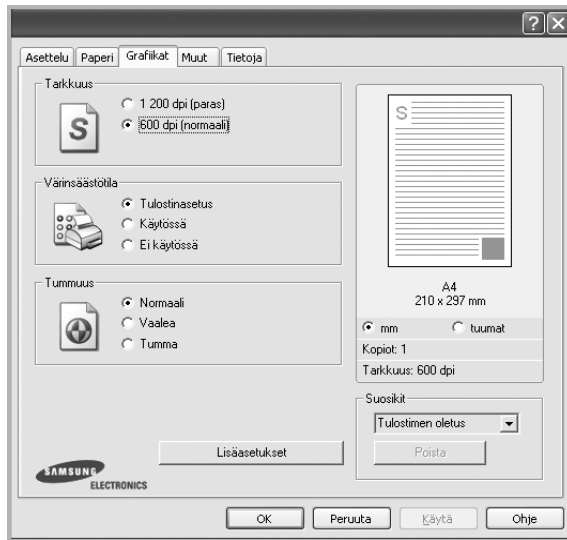 Asettelu Paperi Grafiikat Muut Tietoja
Tarkkuus
1 200 dpi (paras)
600 dpi (normaali)
S
Värinsäästötila
Tulostinasetus
Käytössä
Ei käytössä
Tummuus
Normaali
Vaalea
Tumma
Lisäasetukset
SAMSUNG
ELECTRONICS
S
A4
210 x 297 mm
mm tuumat
Kopiot: 1
Tarkkuus: 600 dpi
Suosikit
Tulostimen oletus
Poista
OK Peruuta Käytä Ohje